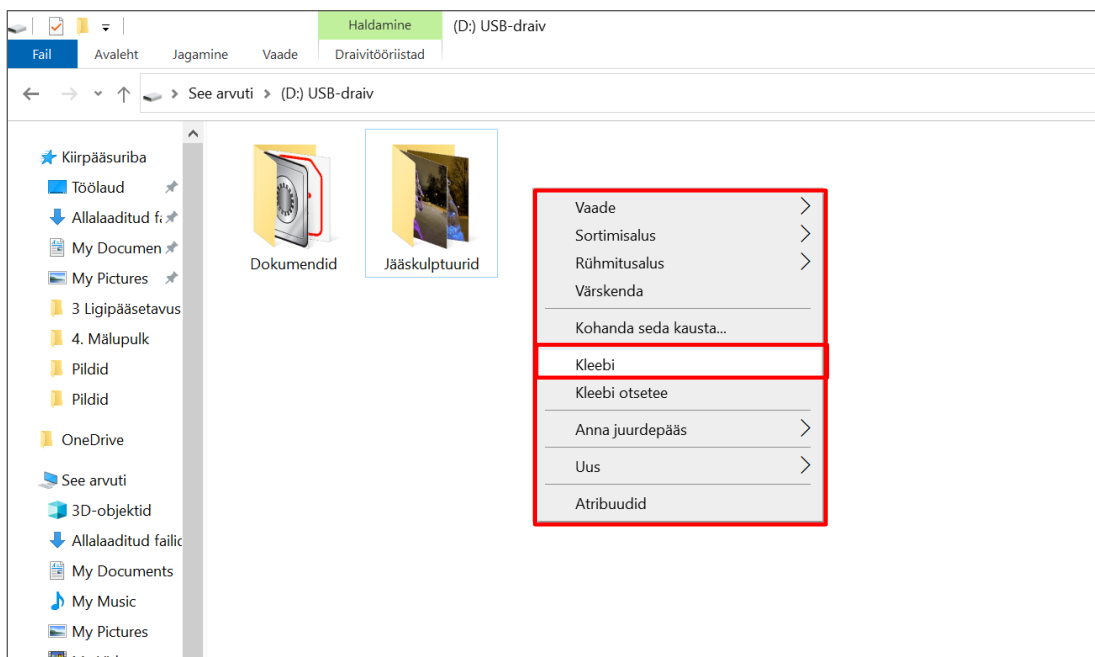 Haldamine (D:) USB-draiv
Fail Avaleht Jagamine Vaade Draivitööriistad
See arvuti (D:) USB-draiv
Kiirpääsuriba
Töölaud
Allalaaditud fa
My Documen
My Pictures
3 Ligipääsetavus
4. Mälupulk
Pildid
Pildid
OneDrive
See arvuti
3D-objektid
Allalaaditud failid
My Documents
My Music
My Pictures
Dokumendid Jääskulptuurid
Vaade
Sortimisalus
Rühmitusalus
Värskenda
Kohanda seda kausta...
Kleebi
Kleebi otsetee
Anna juurdepääs
Uus
Atribuudid